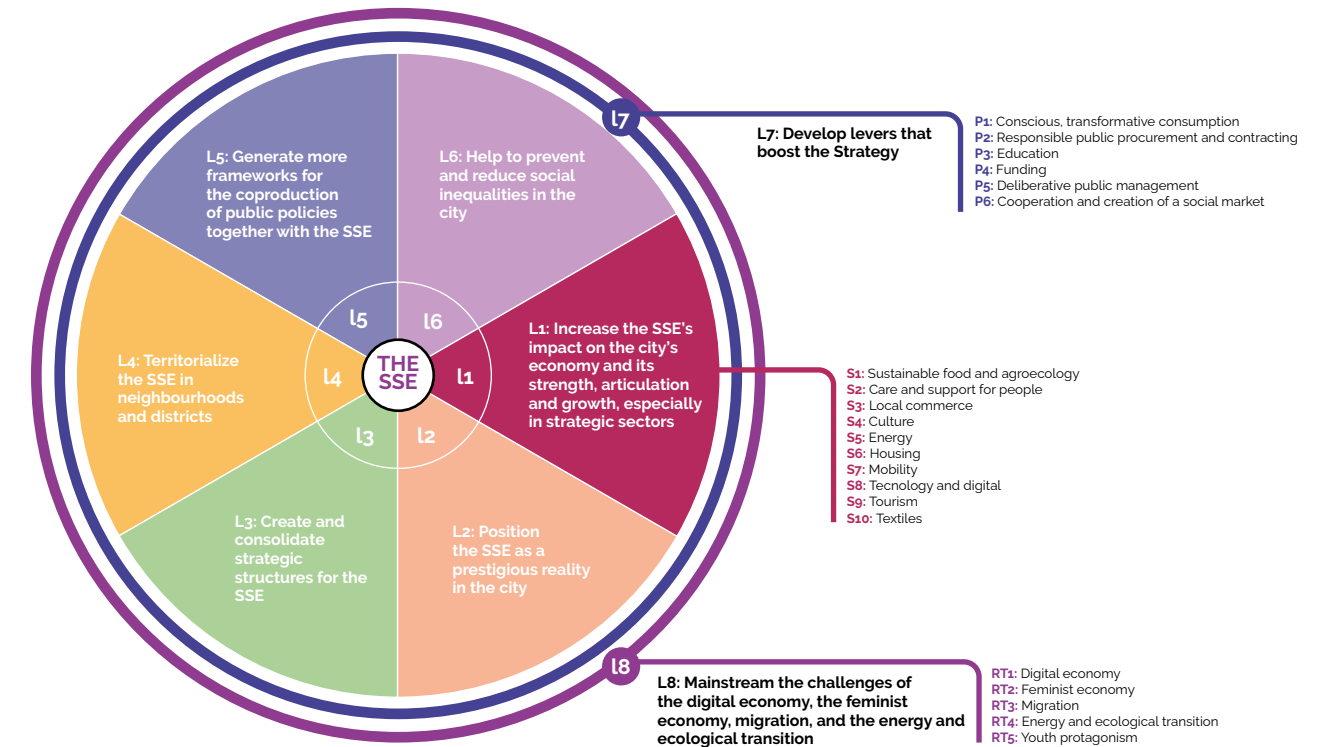 L5: Generate more
frameworks for
the coproduction
of public policies
together with the SSE
L6: Help to prevent
and reduce social
inequalities in the
city
l7
L7: Develop levers that
boost the Strategy
P1: Conscious, transformative consumption
P2: Responsible public procurement and contracting
P3: Education
P4: Funding
P5: Deliberative public management
P6: Cooperation and creation of a social market
L4: Territorialize
the SSE in
neighbourhoods
and districts
l5
l6
l4
THE
SSE
l1
l3
l2
L1: Increase the SSE's
impact on the city's
economy and its
strength, articulation
and growth, especially
in strategic sectors
S1: Sustainable food and agroecology
S2: Care and support for people
S3: Local commerce
S4: Culture
S5: Energy
S6: Housing
S7: Mobility
S8: Tecnology and digital
S9: Tourism
S10: Textiles
L3: Create and
consolidate
strategic
structures for the
SSE
L2: Position
the SSE as a
prestigious reality
in the city
l8
L8: Mainstream the challenges of
the digital economy, the feminist
economy, migration, and the energy and
ecological transition
RT1: Digital economy
RT2: Feminist economy
RT3: Migration
RT4: Energy and ecological transition
RT5: Youth protagonism